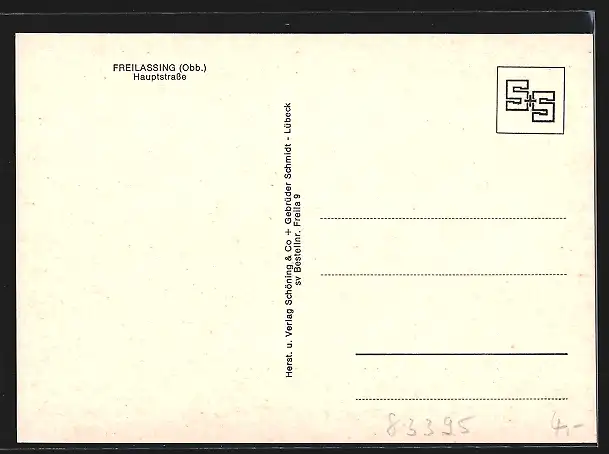 FREILASSING (Obb.)
Hauptstraße
Herst. u. Verlag Schöning & Co + Gebrüder Schmidt - Lübeck
sv Bestellnr. Freila 9
S+S
83395
4,-